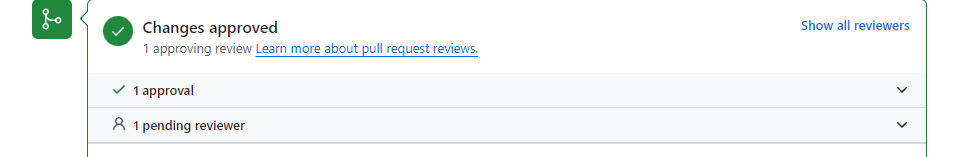 Changes approved
Show all reviewers
1 approving review Learn more about pull request reviews.
1 approval
1 pending reviewer